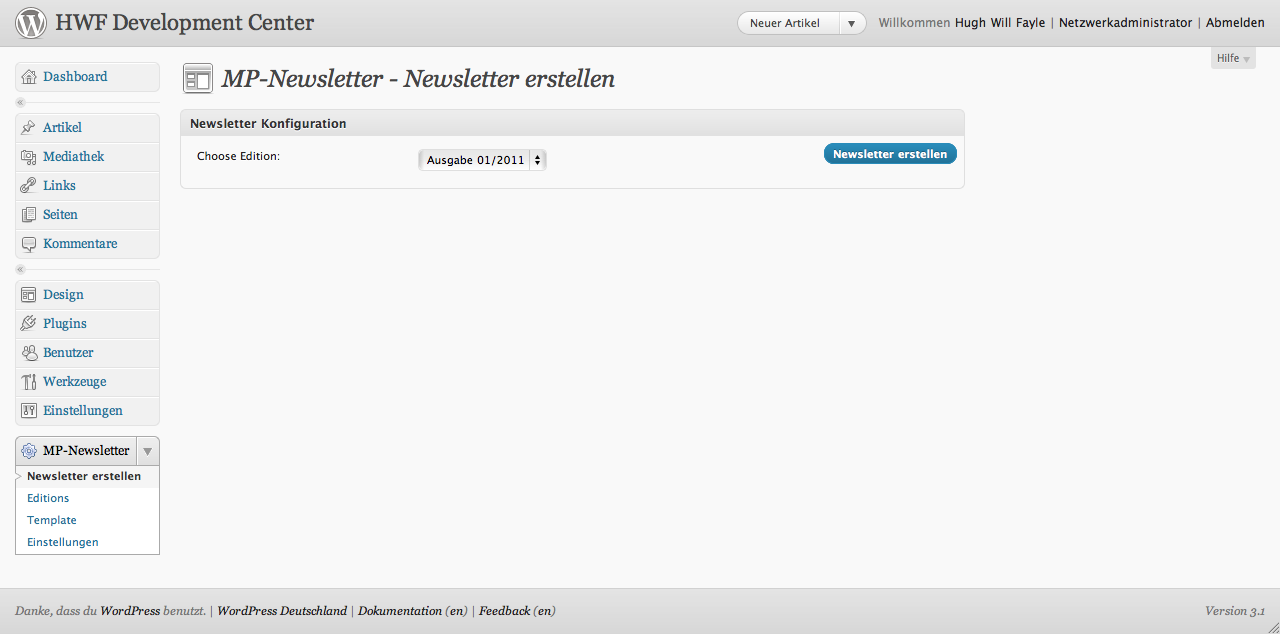 HWF Development Center
Neuer Artikel
Willkommen Hugh Will Fayle | Netzwerkadministrator | Abmelden
Hilfe
Dashboard
Artikel
Mediathek
Links
Seiten
Kommentare
Design
Plugins
Benutzer
Werkzeuge
Einstellungen
MP-Newsletter
Newsletter erstellen
Editions
Template
Einstellungen
MP-Newsletter - Newsletter erstellen
Newsletter Konfiguration
Choose Edition:
Ausgabe 01/2011
Newsletter erstellen
Danke, dass du WordPress benutzt. | WordPress Deutschland | Dokumentation (en) | Feedback (en)
Version 3.1